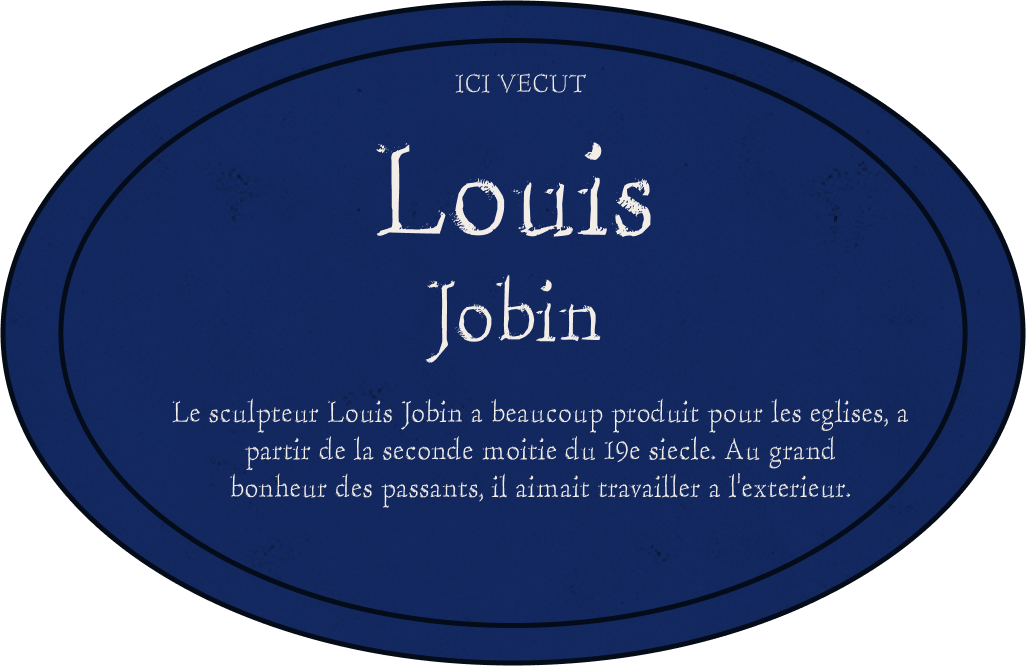 ICI VECUT
Louis
Jobin
Le sculpteur Louis Jobin a beaucoup produit pour les eglises, a
partir de la seconde moitie du 19e siecle. Au grand
bonheur des passants, il aimait travailler a l'exterieur.